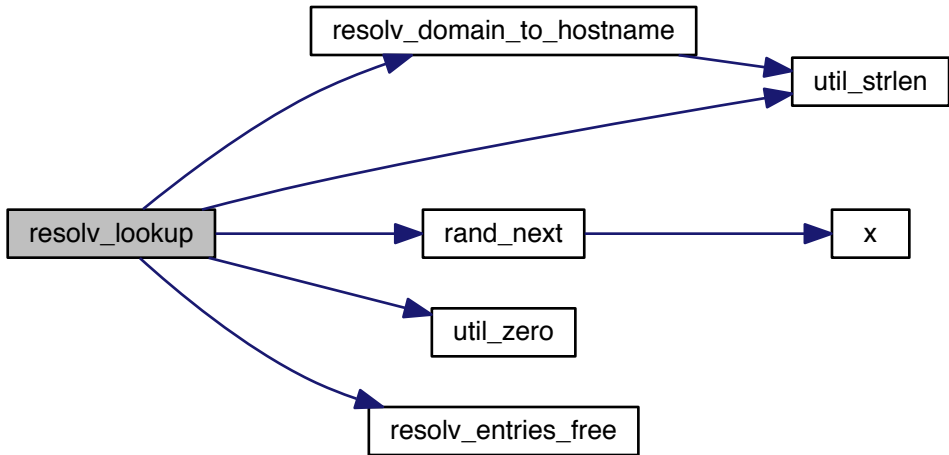 resolv_domain_to_hostname
util_strlen
resolv_lookup
rand_next
x
util_zero
resolv_entries_free